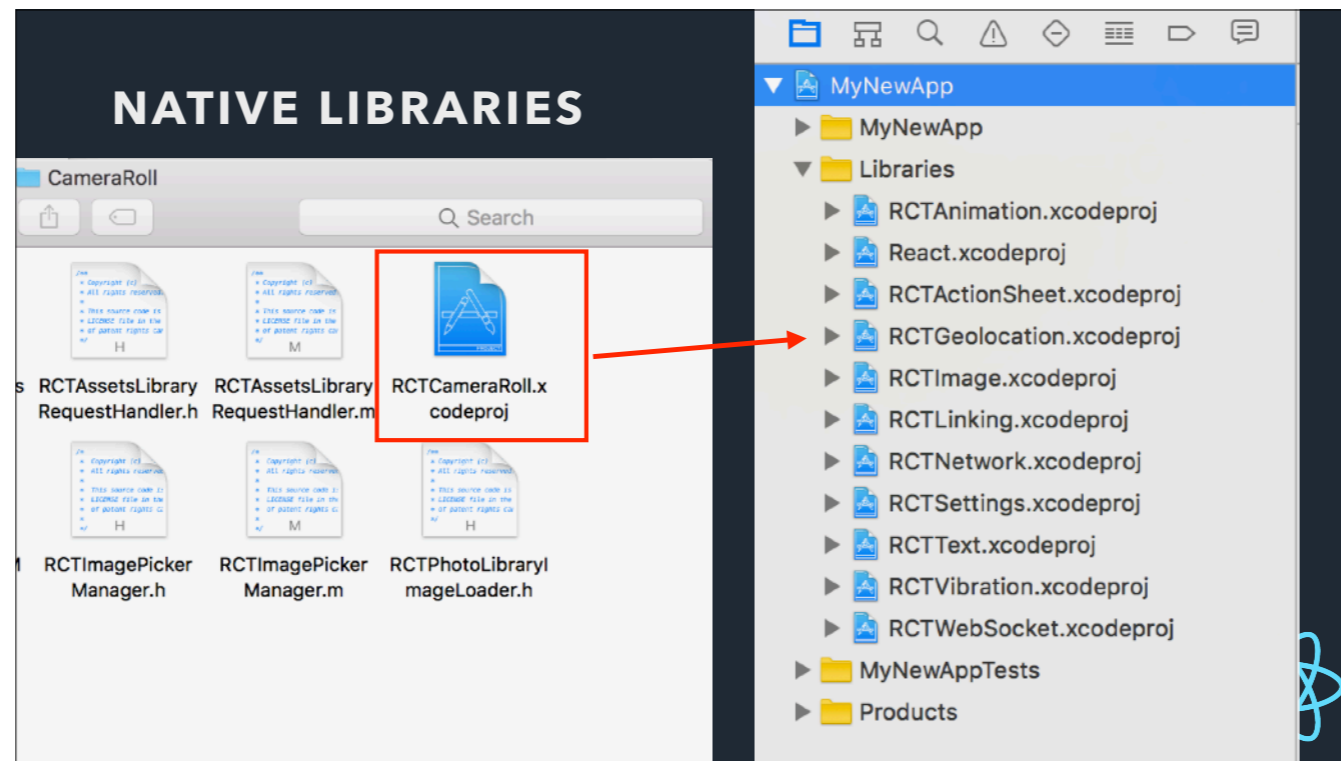 NATIVE LIBRARIES
CameraRoll
Search
H
M
PROJECT
s
RCTAssetsLibrary
RequestHandler.h
RCTAssetsLibrary
RequestHandler.m
RCTCameraRoll.x
codeproj
H
M
H
RCTImagePicker
Manager.h
RCTImagePicker
Manager.m
RCTPhotoLibraryI
mageLoader.h
MyNewApp
MyNewApp
Libraries
RCTAnimation.xcodeproj
React.xcodeproj
RCTActionSheet.xcodeproj
RCTGeolocation.xcodeproj
RCTImage.xcodeproj
RCTLinking.xcodeproj
RCTNetwork.xcodeproj
RCTSettings.xcodeproj
RCTText.xcodeproj
RCTVibration.xcodeproj
RCTWebSocket.xcodeproj
MyNewAppTests
Products